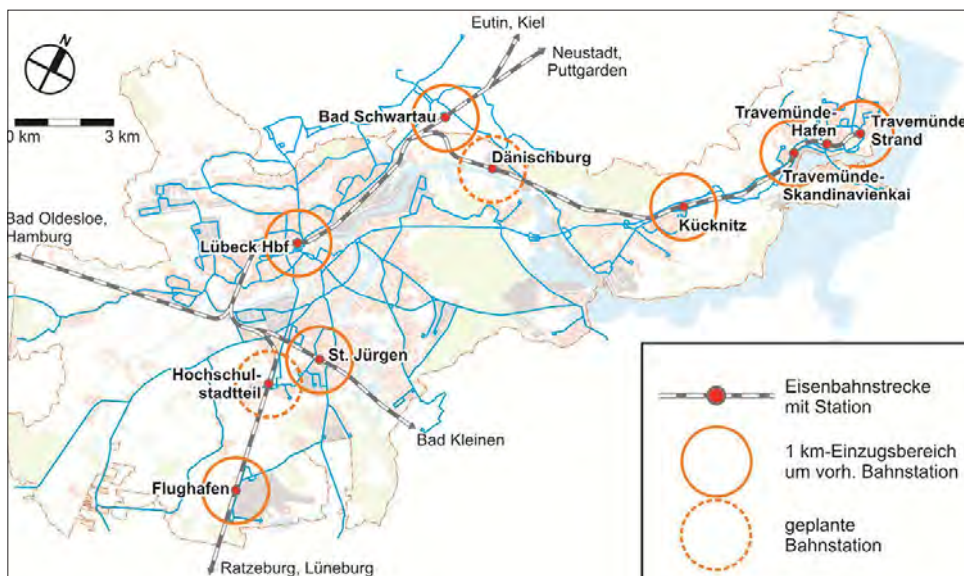 Eutin, Kiel
N
Neustadt,
Puttgarden
0 km
3 km
Bad Schwartau
Travemünde-
Hafen
Travemünde
Strand
Dänischburg
Travemünde-
Skandinavienkai
Bad Oldesloe,
Hamburg
Lübeck Hbf
Kücknitz
St. Jürgen
Hochschul-
stadtteil
Bad Kleinen
Flughafen
Ratzeburg, Lüneburg
Eisenbahnstrecke
mit Station
1 km-Einzugsbereich
um vorh. Bahnstation
geplante
Bahnstation